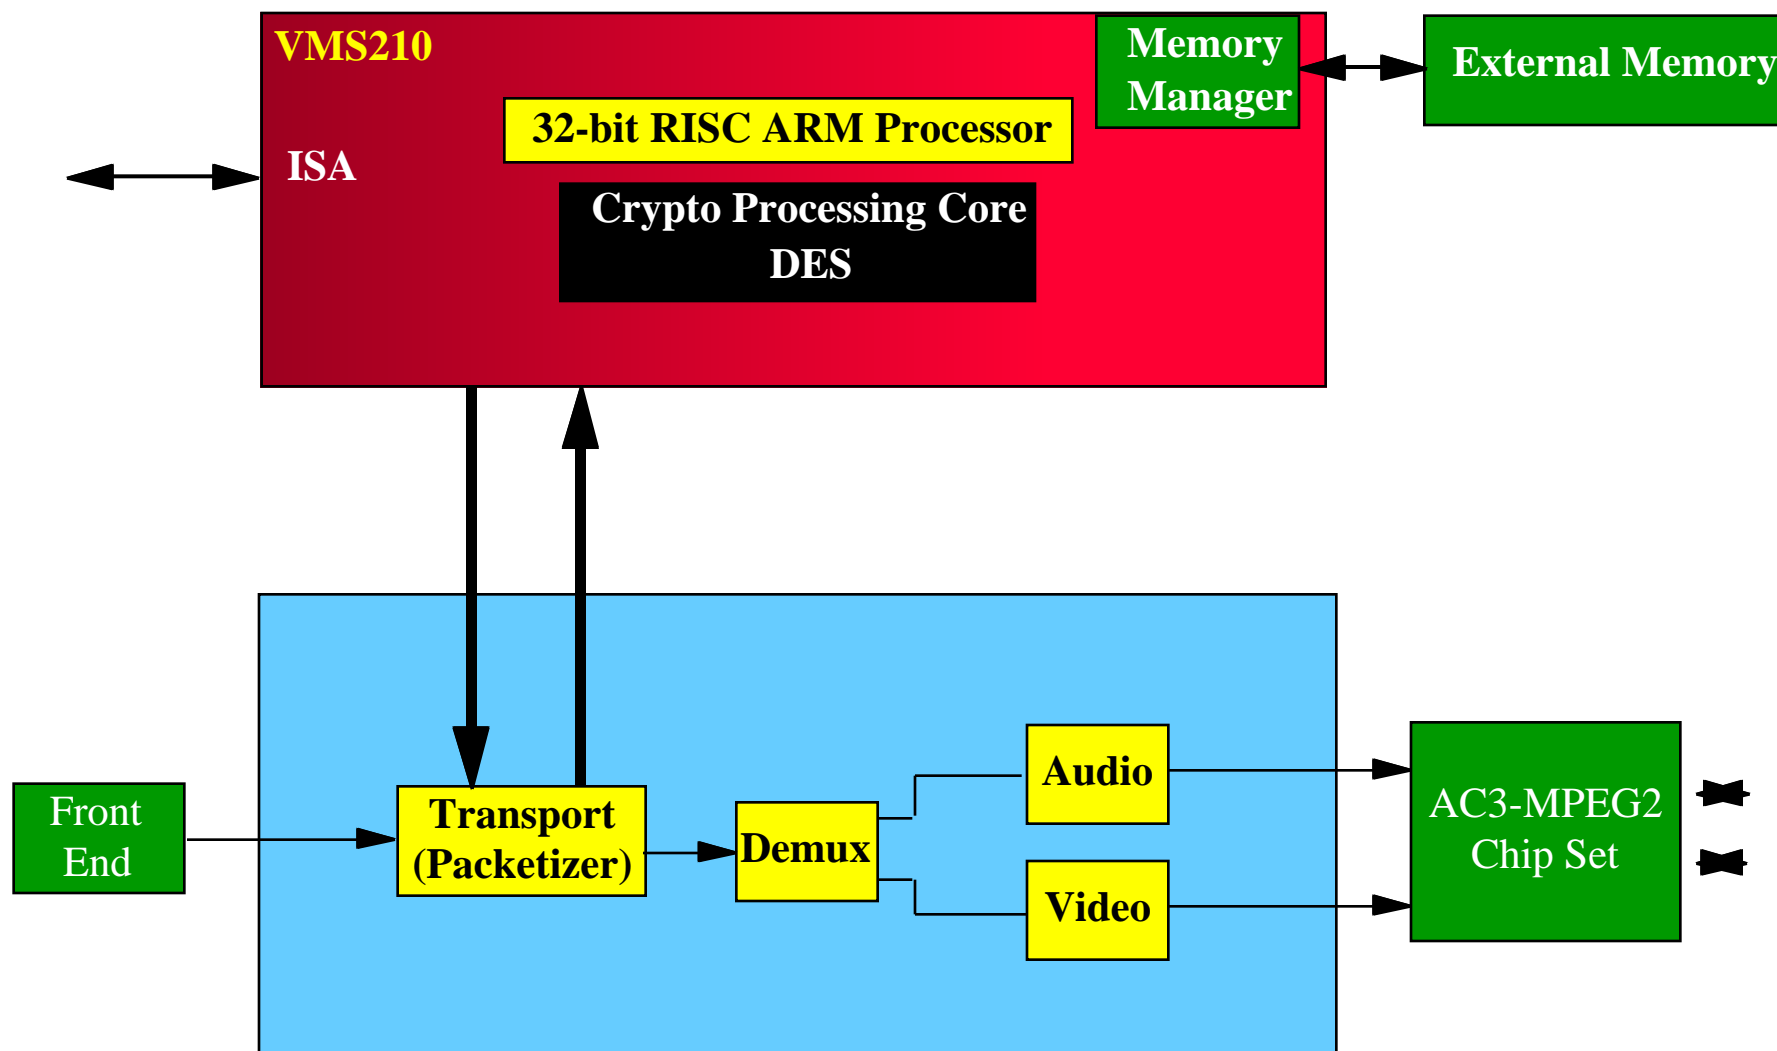 VMS210
Memory
Manager
External Memory
32-bit RISC ARM Processor
ISA
Crypto Processing Core
DES
Front
End
Transport
(Packetizer)
Demux
Audio
Video
AC3-MPEG2
Chip Set